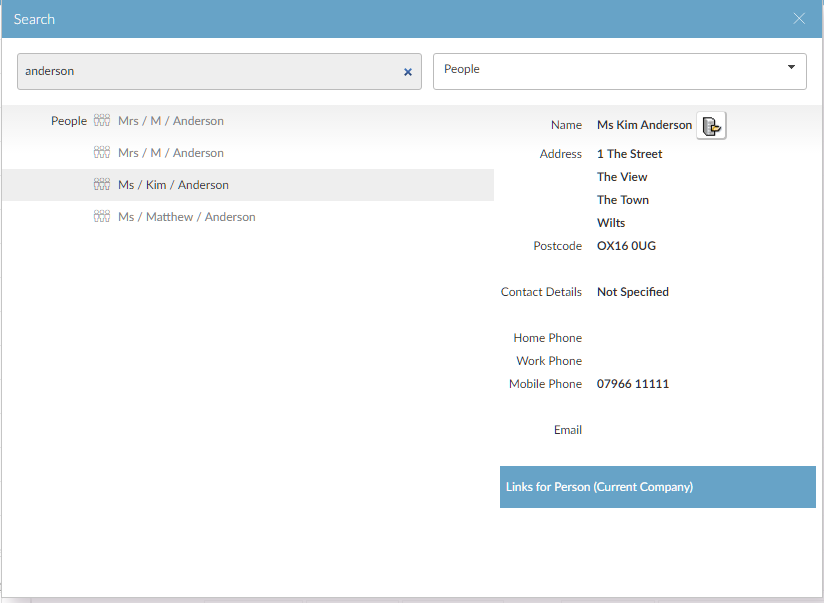 Search
anderson
People
People Mrs / M / Anderson
Mrs / M / Anderson
Ms / Kim / Anderson
Ms / Matthew / Anderson
Name Ms Kim Anderson
Address 1 The Street
The View
The Town
Wilts
Postcode OX16 0UG
Contact Details Not Specified
Home Phone
Work Phone
Mobile Phone 07966 11111
Email
Links for Person (Current Company)